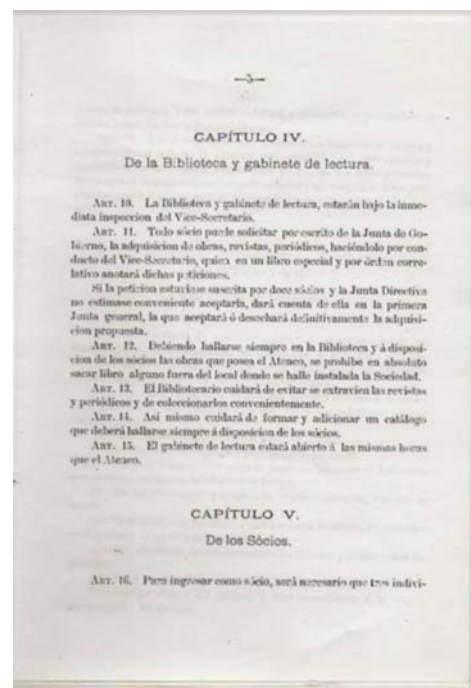 —5—
CAPÍTULO IV.
De la Biblioteca y gabinete de lectura.
ART. 10. La Biblioteca y gabinete de lectura, estarán bajo la inme-
diata inspeccion del Vice-Secretario.
ART. 11. Todo sócio puede solicitar por escrito de la Junta de Go-
bierno, la adquisicion de obras, revistas, periódicos, haciéndolo por con-
ducto del Vice-Secretario, quien en un libro especial y por órden corre-
lativo anotará dichas peticiones.
Si la peticion estuviese suscrita por doce sócios y la Junta Directiva
no estimase conveniente aceptarla, dará cuenta de ella en la primera
Junta general, la que aceptará ó desechará definitivamente la adquisi-
cion propuesta.
ART. 12. Debiendo hallarse siempre en la Biblioteca y á disposi-
cion de los sócios las obras que posea el Ateneo, se prohibe en absoluto
sacar libro alguno fuera del local donde se halle instalada la Sociedad.
ART. 13. El Bibliotecario cuidará de evitar se extravien las revistas
y periódicos y de coleccionarlos convenientemente.
ART. 14. Asi mismo cuidará de formar y adicionar un catálogo
que deberá hallarse siempre á disposicion de los sócios.
ART. 15. El gabinete de lectura estará abierto á las mismas horas
que el Ateneo.
CAPÍTULO V.
De los Sócios.
ART. 16. Para ingresar como sócio, será necesario que tres indivi-